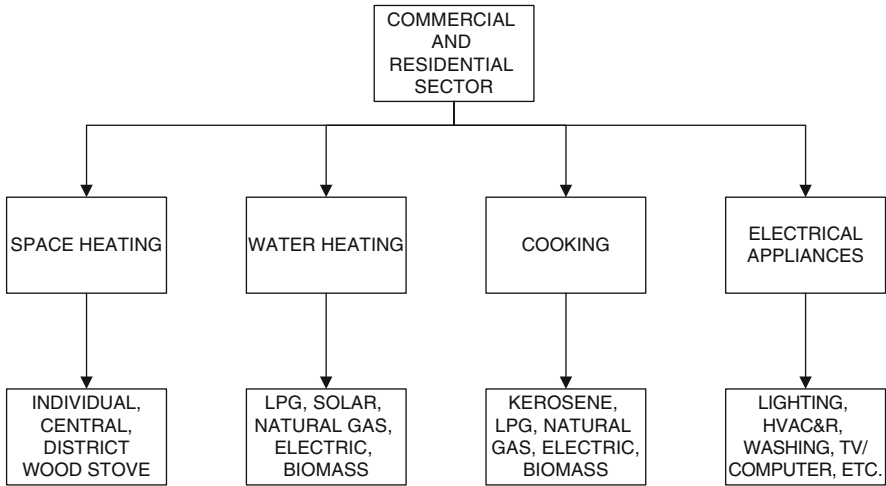 COMMERCIAL
AND
RESIDENTIAL
SECTOR
SPACE HEATING
WATER HEATING
COOKING
ELECTRICAL
APPLIANCES
INDIVIDUAL,
CENTRAL,
DISTRICT
WOOD STOVE
LPG, SOLAR,
NATURAL GAS,
ELECTRIC,
BIOMASS
KEROSENE,
LPG, NATURAL
GAS, ELECTRIC,
BIOMASS
LIGHTING,
HVAC&R,
WASHING, TV/
COMPUTER, ETC.